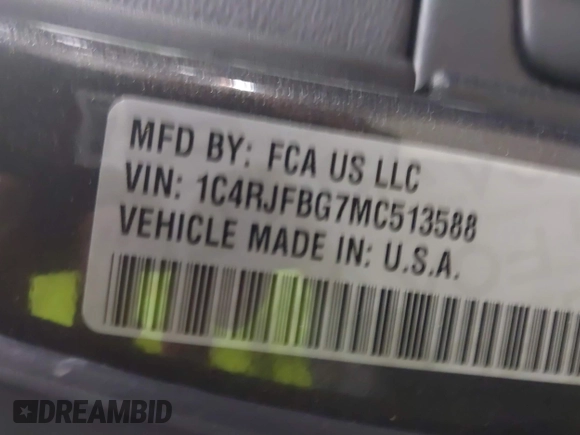 MFD BY: FCA US LLC
VIN: 1C4RJFBG7MC513588
VEHICLE MADE IN: U.S.A.
DREAMBID